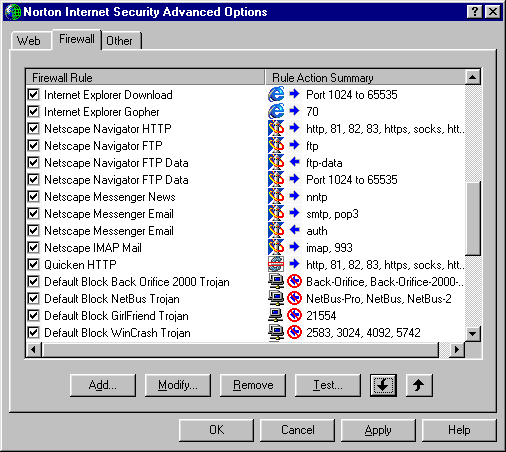 Norton Internet Security Advanced Options
Web Firewall Other
Firewall Rule Rule Action Summary
Internet Explorer Download Port 1024 to 65535
Internet Explorer Gopher 70
Netscape Navigator HTTP http, 81, 82, 83, https, socks, htt...
Netscape Navigator FTP ftp
Netscape Navigator FTP Data ftp-data
Netscape Navigator FTP Data Port 1024 to 65535
Netscape Messenger News nntp
Netscape Messenger Email smtp, pop3
Netscape Messenger Email auth
Netscape IMAP Mail imap, 993
Quicken HTTP http, 81, 82, 83, https, socks, htt...
Default Block Back Orifice 2000 Trojan Back-Orifice, Back-Orifice-2000-...
Default Block NetBus Trojan NetBus-Pro, NetBus, NetBus-2
Default Block GirlFriend Trojan 21554
Default Block WinCrash Trojan 2583, 3024, 4092, 5742
Add... Modify... Remove Test...
OK Cancel Apply Help